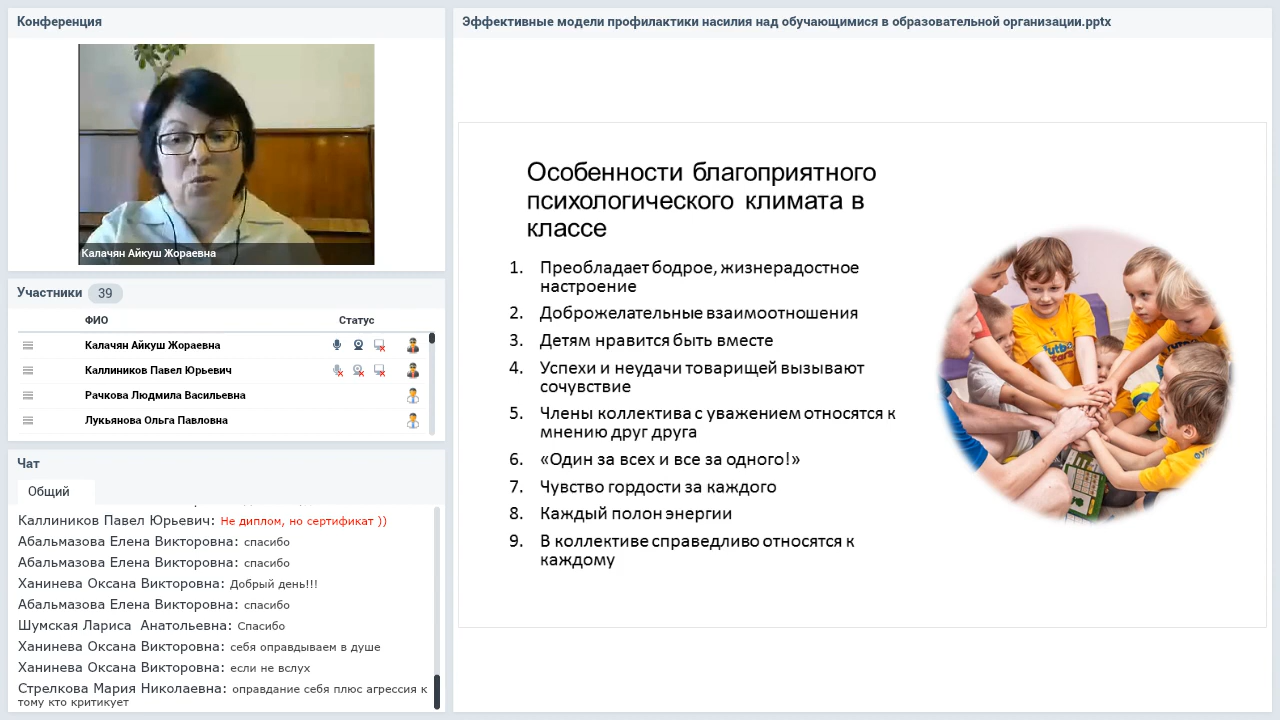 Конференция
Калачян Айкуш Жораевна
Участники 39
ФИО Статус
Калачян Айкуш Жораевна
Каллиников Павел Юрьевич
Рачкова Людмила Васильевна
Лукьянова Ольга Павловна
Чат
Общий
Каллиников Павел Юрьевич: Не диплом, но сертификат ))
Абальмазова Елена Викторовна: спасибо
Абальмазова Елена Викторовна: спасибо
Ханинева Оксана Викторовна: Добрый день!!!
Абальмазова Елена Викторовна: спасибо
Шумская Лариса Анатольевна: Спасибо
Ханинева Оксана Викторовна: себя оправдываем в душе
Ханинева Оксана Викторовна: если не вслух
Стрелкова Мария Николаевна: оправдание себя плюс агрессия к
тому кто критикует
Эффективные модели профилактики насилия над обучающимися в образовательной организации.pptx
Особенности благоприятного
психологического климата в
классе
1. Преобладает бодрое, жизнерадостное
настроение
2. Доброжелательные взаимоотношения
3. Детям нравится быть вместе
4. Успехи и неудачи товарищей вызывают
сочувствие
5. Члены коллектива с уважением относятся к
мнению друг друга
6. «Один за всех и все за одного!»
7. Чувство гордости за каждого
8. Каждый полон энергии
9. В коллективе справедливо относятся к
каждому